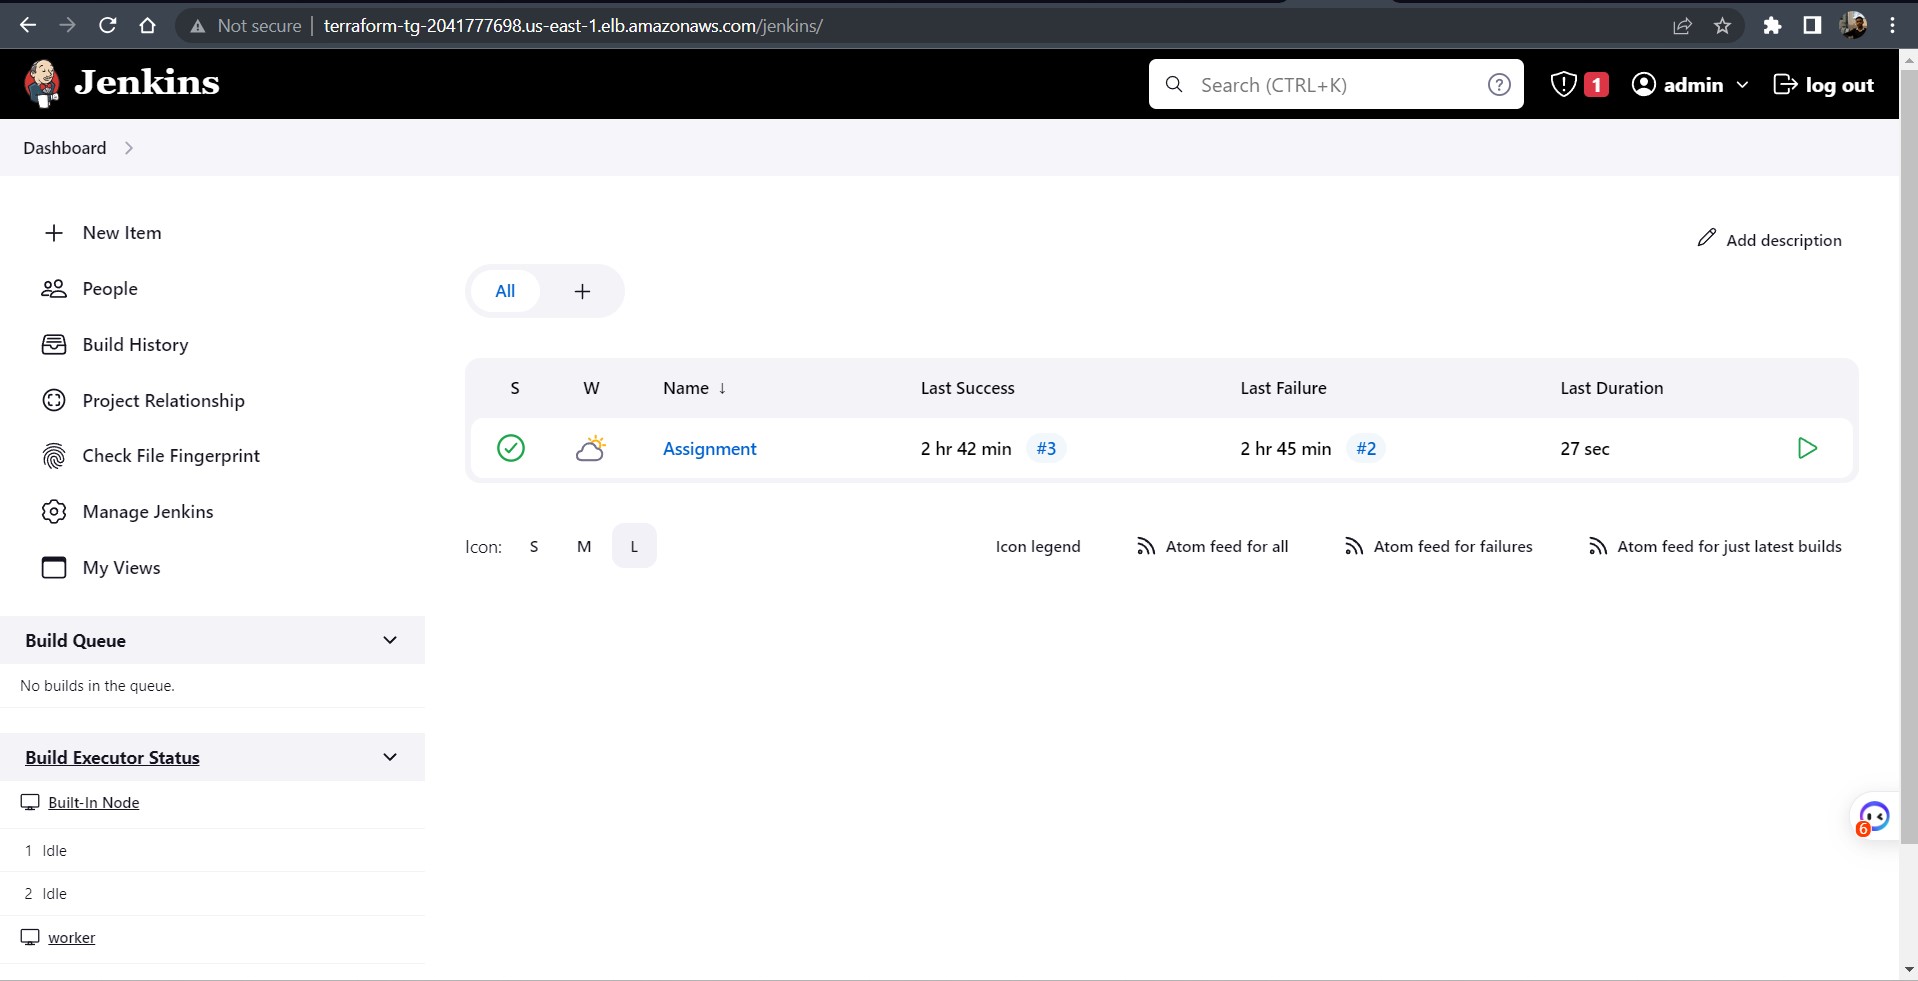 Not secure | terraform-tg-2041777698.us-east-1.elb.amazonaws.com/jenkins/
Jenkins
Search (CTRL+K)
1
admin
log out
Dashboard
New Item
People
Build History
Project Relationship
Check File Fingerprint
Manage Jenkins
My Views
Build Queue
No builds in the queue.
Build Executor Status
Built-In Node
1 Idle
2 Idle
worker
Add description
All +
S W Name ↓ Last Success Last Failure Last Duration
Assignment 2 hr 42 min #3 2 hr 45 min #2 27 sec
Icon: S M L Icon legend Atom feed for all Atom feed for failures Atom feed for just latest builds
6